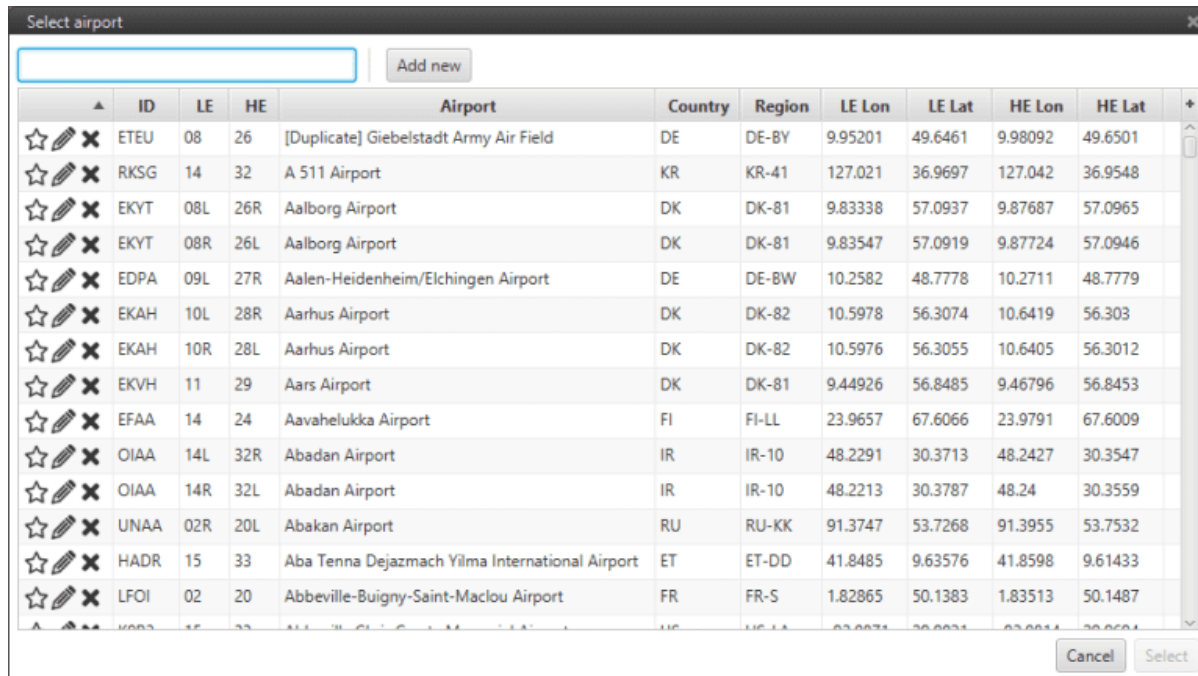 Select airport
Add new
ID LE HE Airport Country Region LE Lon LE Lat HE Lon HE Lat +
ETEU 08 26 [Duplicate] Giebelstadt Army Air Field DE DE-BY 9.95201 49.6461 9.98092 49.6501
RKSG 14 32 A 511 Airport KR KR-41 127.021 36.9697 127.042 36.9548
EKYT 08L 26R Aalborg Airport DK DK-81 9.83338 57.0937 9.87687 57.0965
EKYT 08R 26L Aalborg Airport DK DK-81 9.83547 57.0919 9.87724 57.0946
EDPA 09L 27R Aalen-Heidenheim/Elchingen Airport DE DE-BW 10.2582 48.7778 10.2711 48.7779
EKAH 10L 28R Aarhus Airport DK DK-82 10.5978 56.3074 10.6419 56.303
EKAH 10R 28L Aarhus Airport DK DK-82 10.5976 56.3055 10.6405 56.3012
EKVH 11 29 Aars Airport DK DK-81 9.44926 56.8485 9.46796 56.8453
EFAA 14 24 Aavahelukka Airport FI FI-LL 23.9657 67.6066 23.9791 67.6009
OIAA 14L 32R Abadan Airport IR IR-10 48.2291 30.3713 48.2427 30.3547
OIAA 14R 32L Abadan Airport IR IR-10 48.2213 30.3787 48.24 30.3559
UNAA 02R 20L Abakan Airport RU RU-KK 91.3747 53.7268 91.3955 53.7532
HADR 15 33 Aba Tenna Dejazmach Yilma International Airport ET ET-DD 41.8485 9.63576 41.8598 9.61433
LFOI 02 20 Abbeville-Buigny-Saint-Maclou Airport FR FR-S 1.82865 50.1383 1.83513 50.1487
Cancel Select